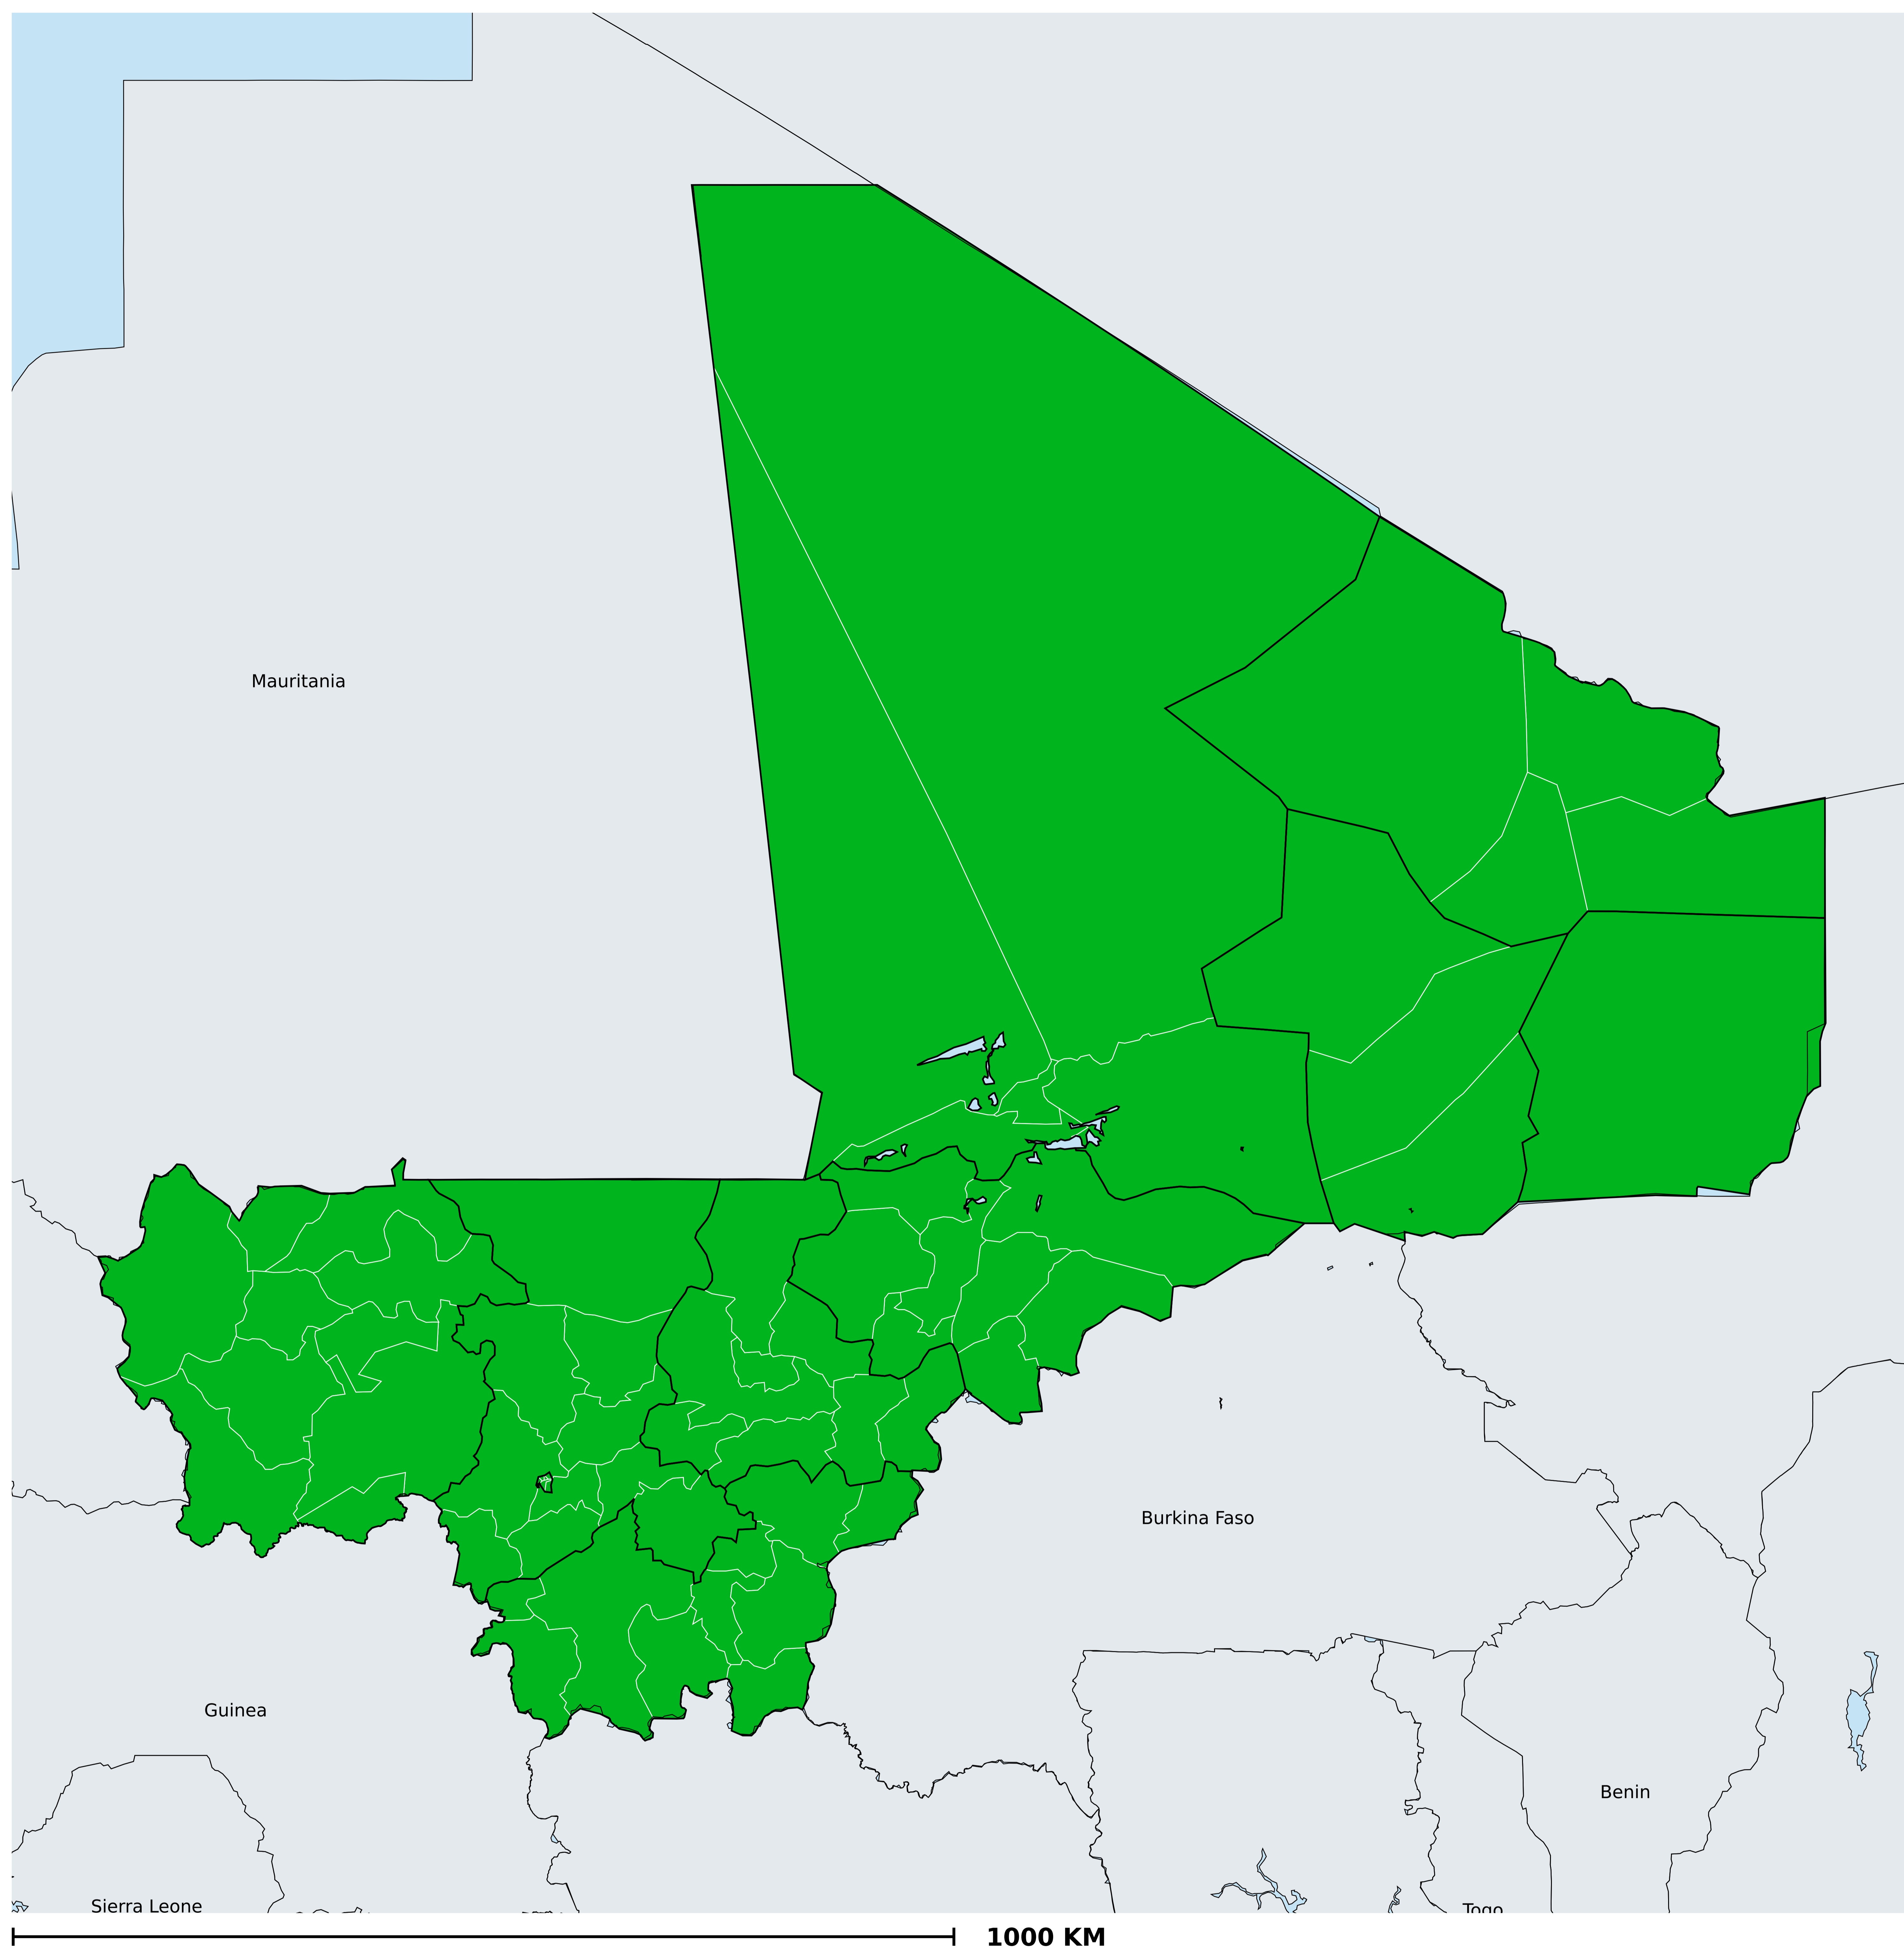 Mauritania
Burkina Faso
Guinea
Benin
Sierra Leone
Togo
1000 KM